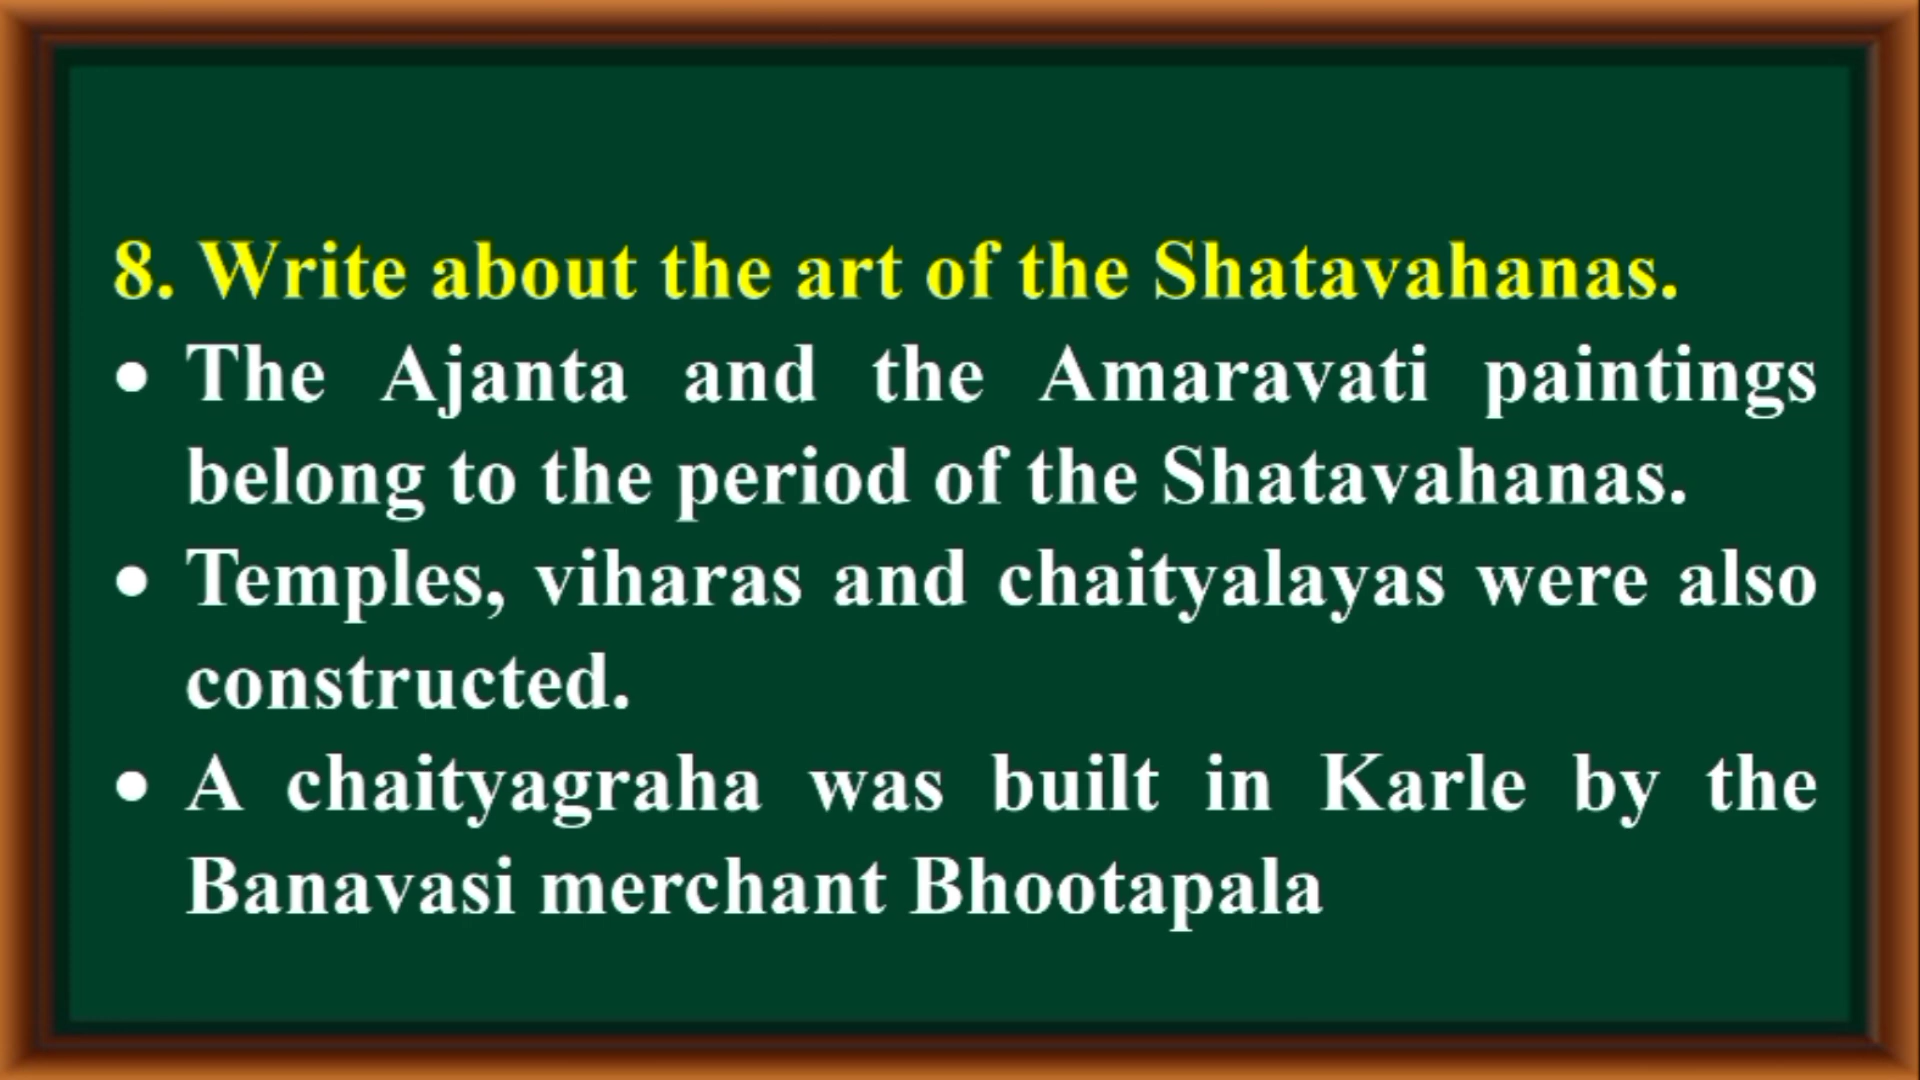 8. Write about the art of the Shatavahanas.
• The Ajanta and the Amaravati paintings
belong to the period of the Shatavahanas.
• Temples, viharas and chaityalayas were also
constructed.
• A chaityagraha was built in Karle by the
Banavasi merchant Bhootapala